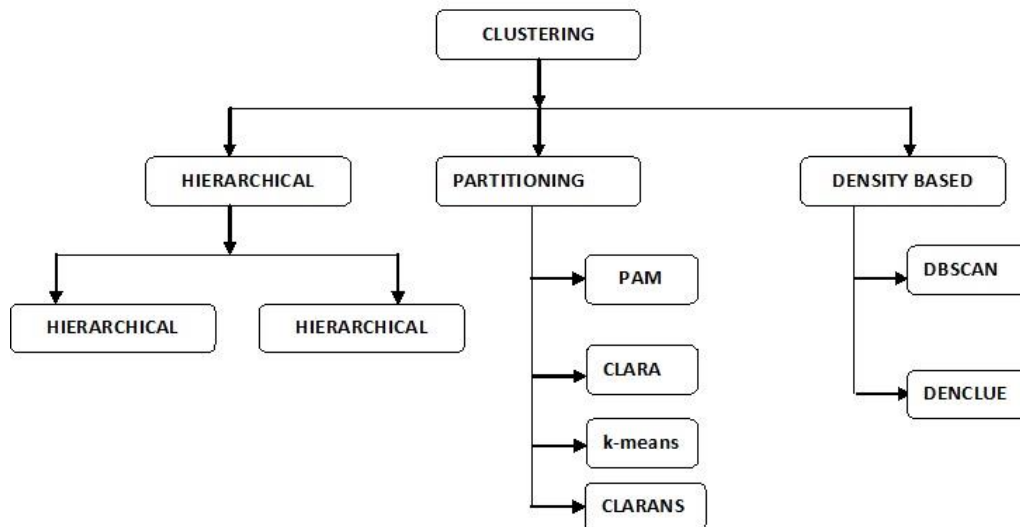 CLUSTERING
HIERARCHICAL
PARTITIONING
DENSITY BASED
HIERARCHICAL
HIERARCHICAL
PAM
CLARA
k-means
CLARANS
DBSCAN
DENCLUE